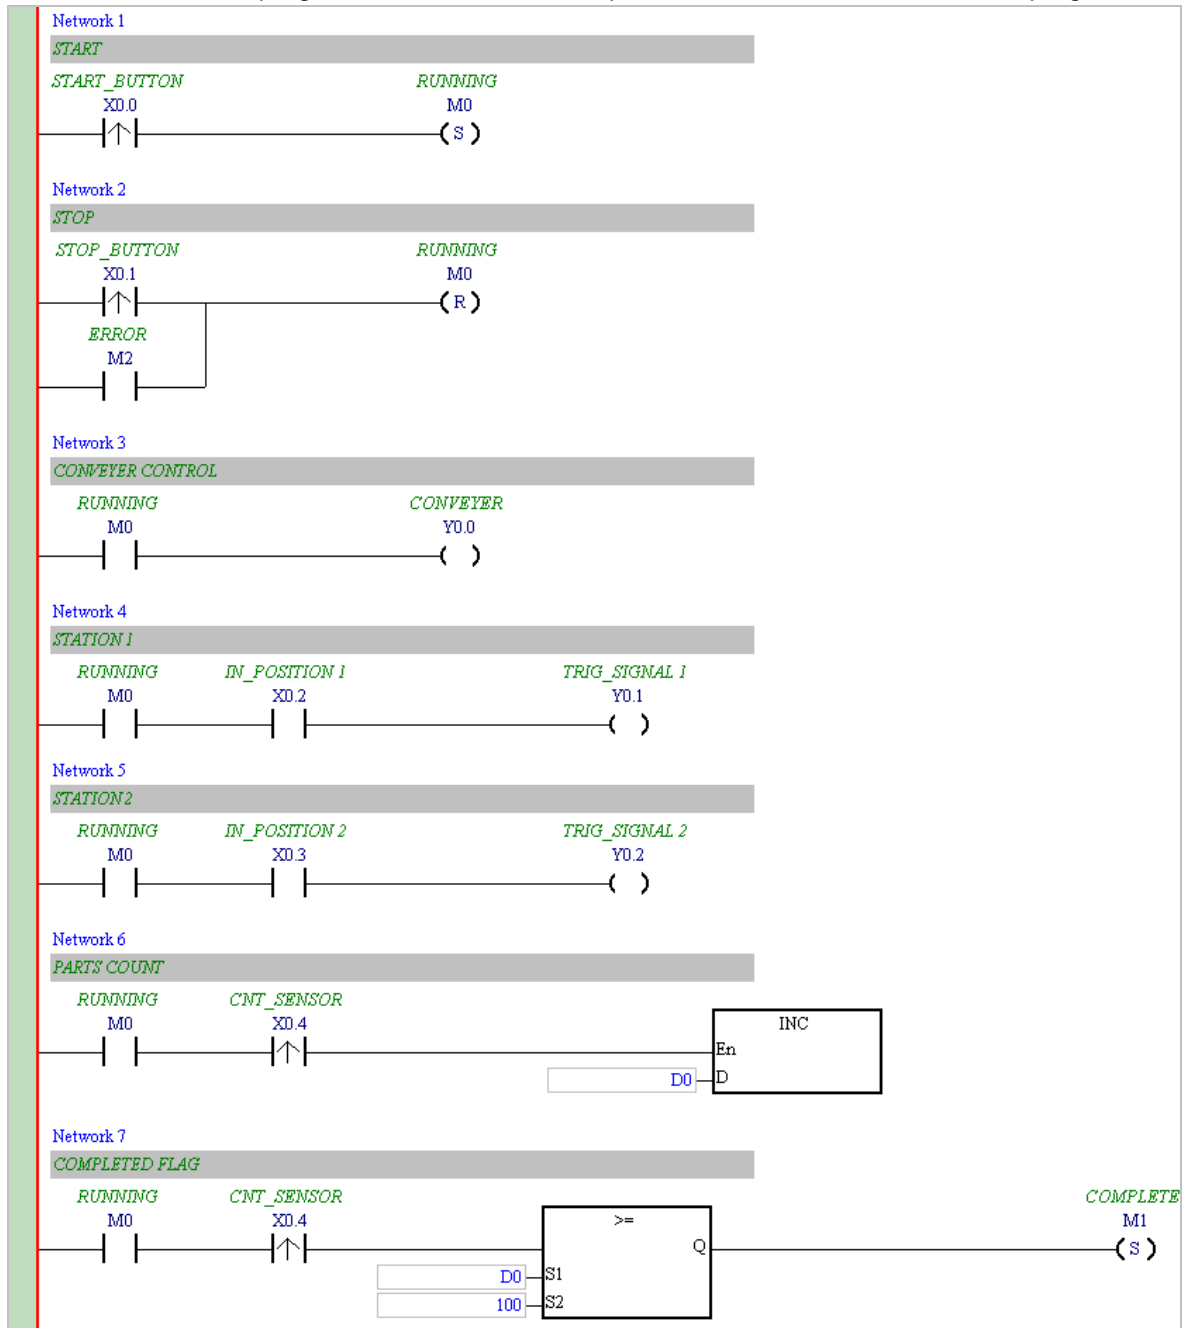 Network 1
START
START_BUTTON RUNNING
X0.0 M0
S
Network 2
STOP
STOP_BUTTON RUNNING
X0.1 M0
R
ERROR
M2
Network 3
CONVEYER CONTROL
RUNNING CONVEYER
M0 Y0.0
Network 4
STATION 1
RUNNING IN_POSITION 1 TRIG_SIGNAL 1
M0 X0.2 Y0.1
Network 5
STATION2
RUNNING IN_POSITION 2 TRIG_SIGNAL 2
M0 X0.3 Y0.2
Network 6
PARTS COUNT
RUNNING CNT_SENSOR
M0 X0.4 INC
En
D0 D
Network 7
COMPLETED FLAG
RUNNING CNT_SENSOR COMPLETE
M0 X0.4 >= M1
Q S
D0 S1
100 S2